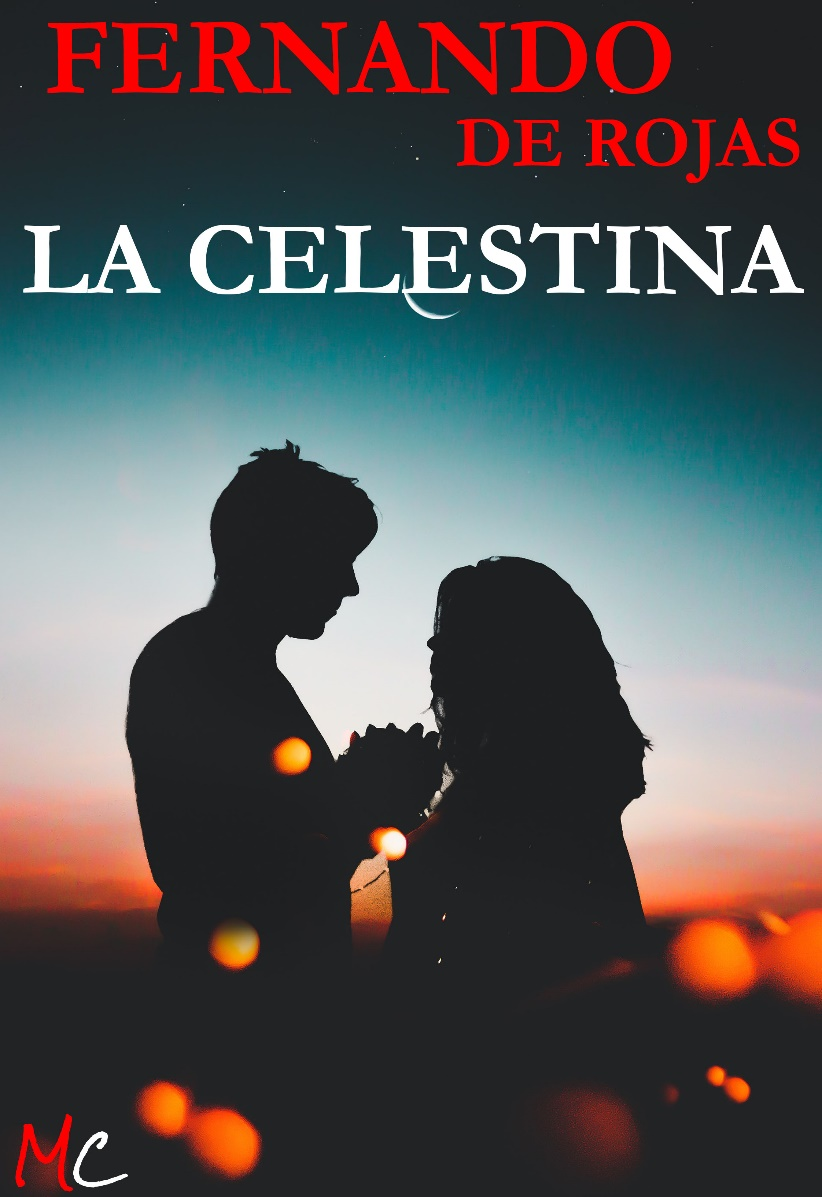 FERNANDO
DE ROJAS
LA CELESTINA
MC